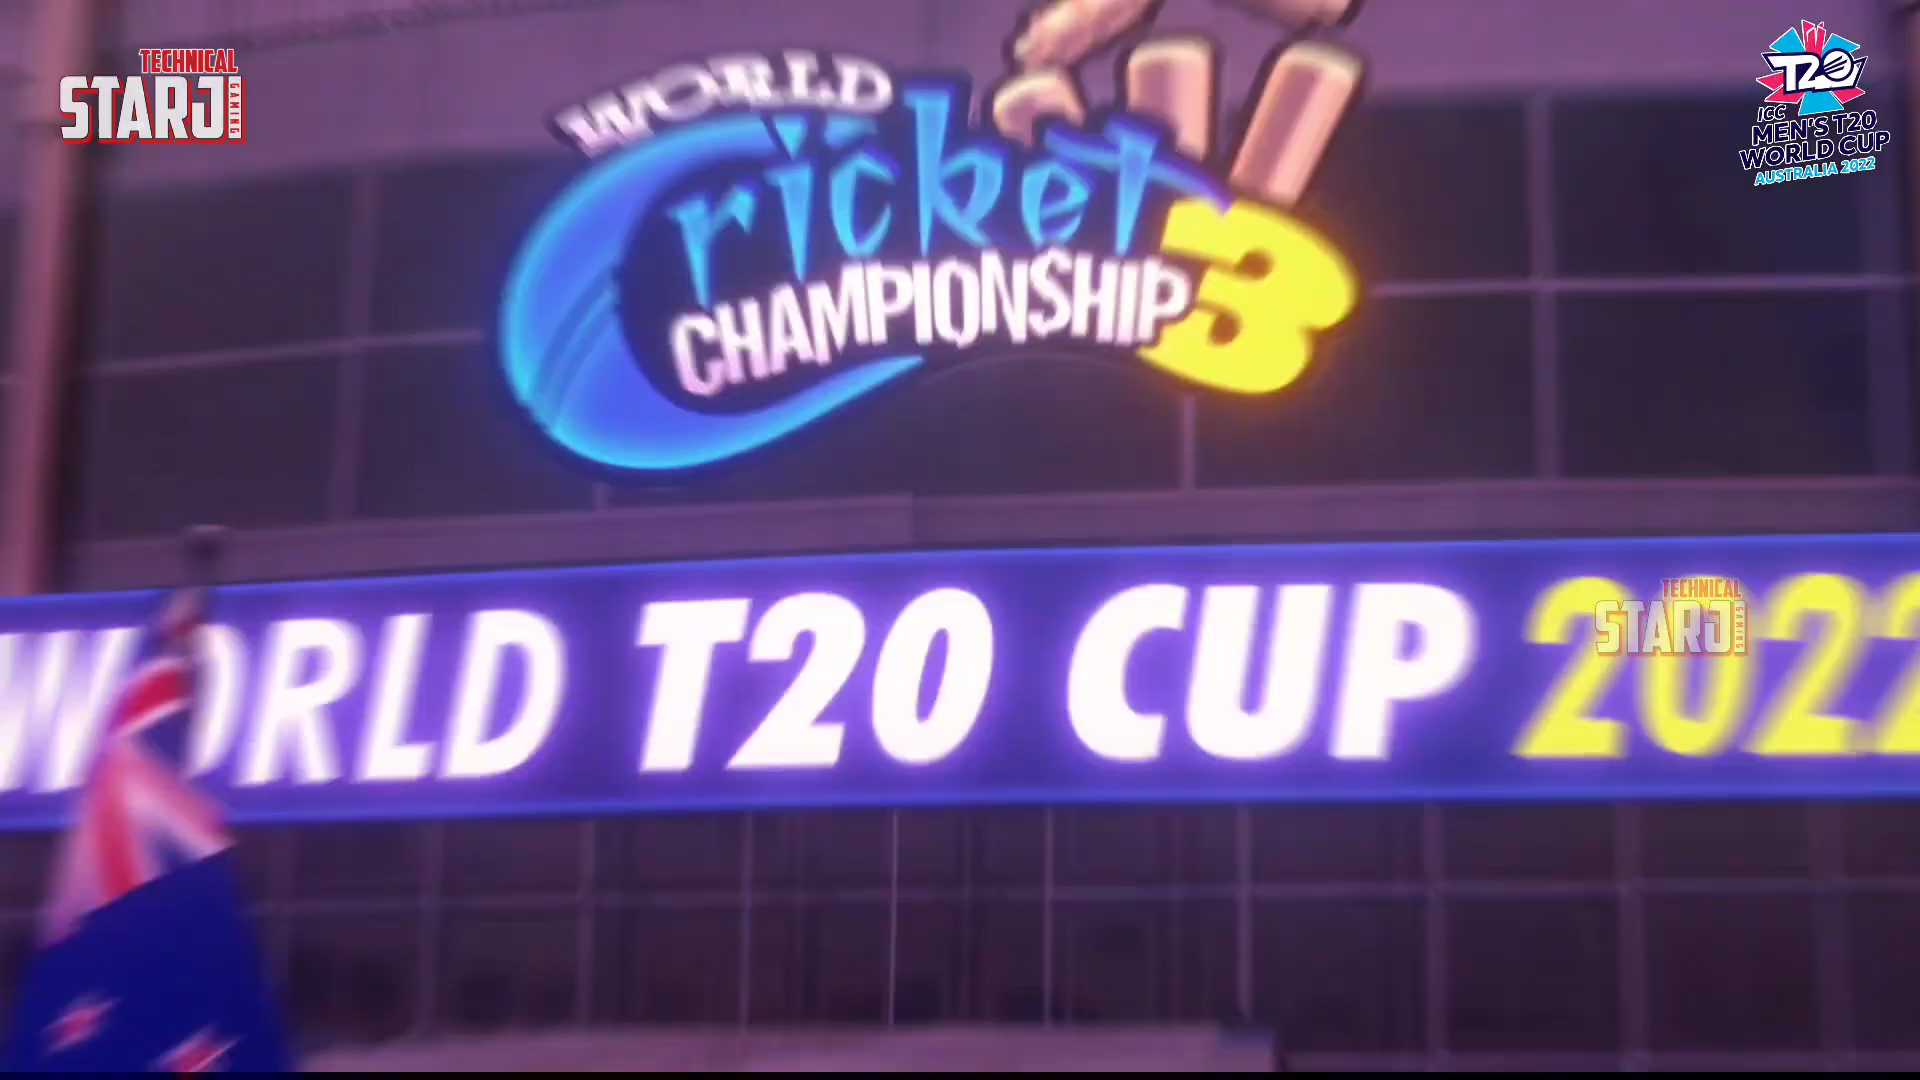 TECHNICAL
STARJ
GAMING
WORLD
Cricket
CHAMPIONSHIP 3
T20
ICC
MEN'S T20
WORLD CUP
AUSTRALIA 2022
WORLD T20 CUP 2022
TECHNICAL
STARJ
GAMING